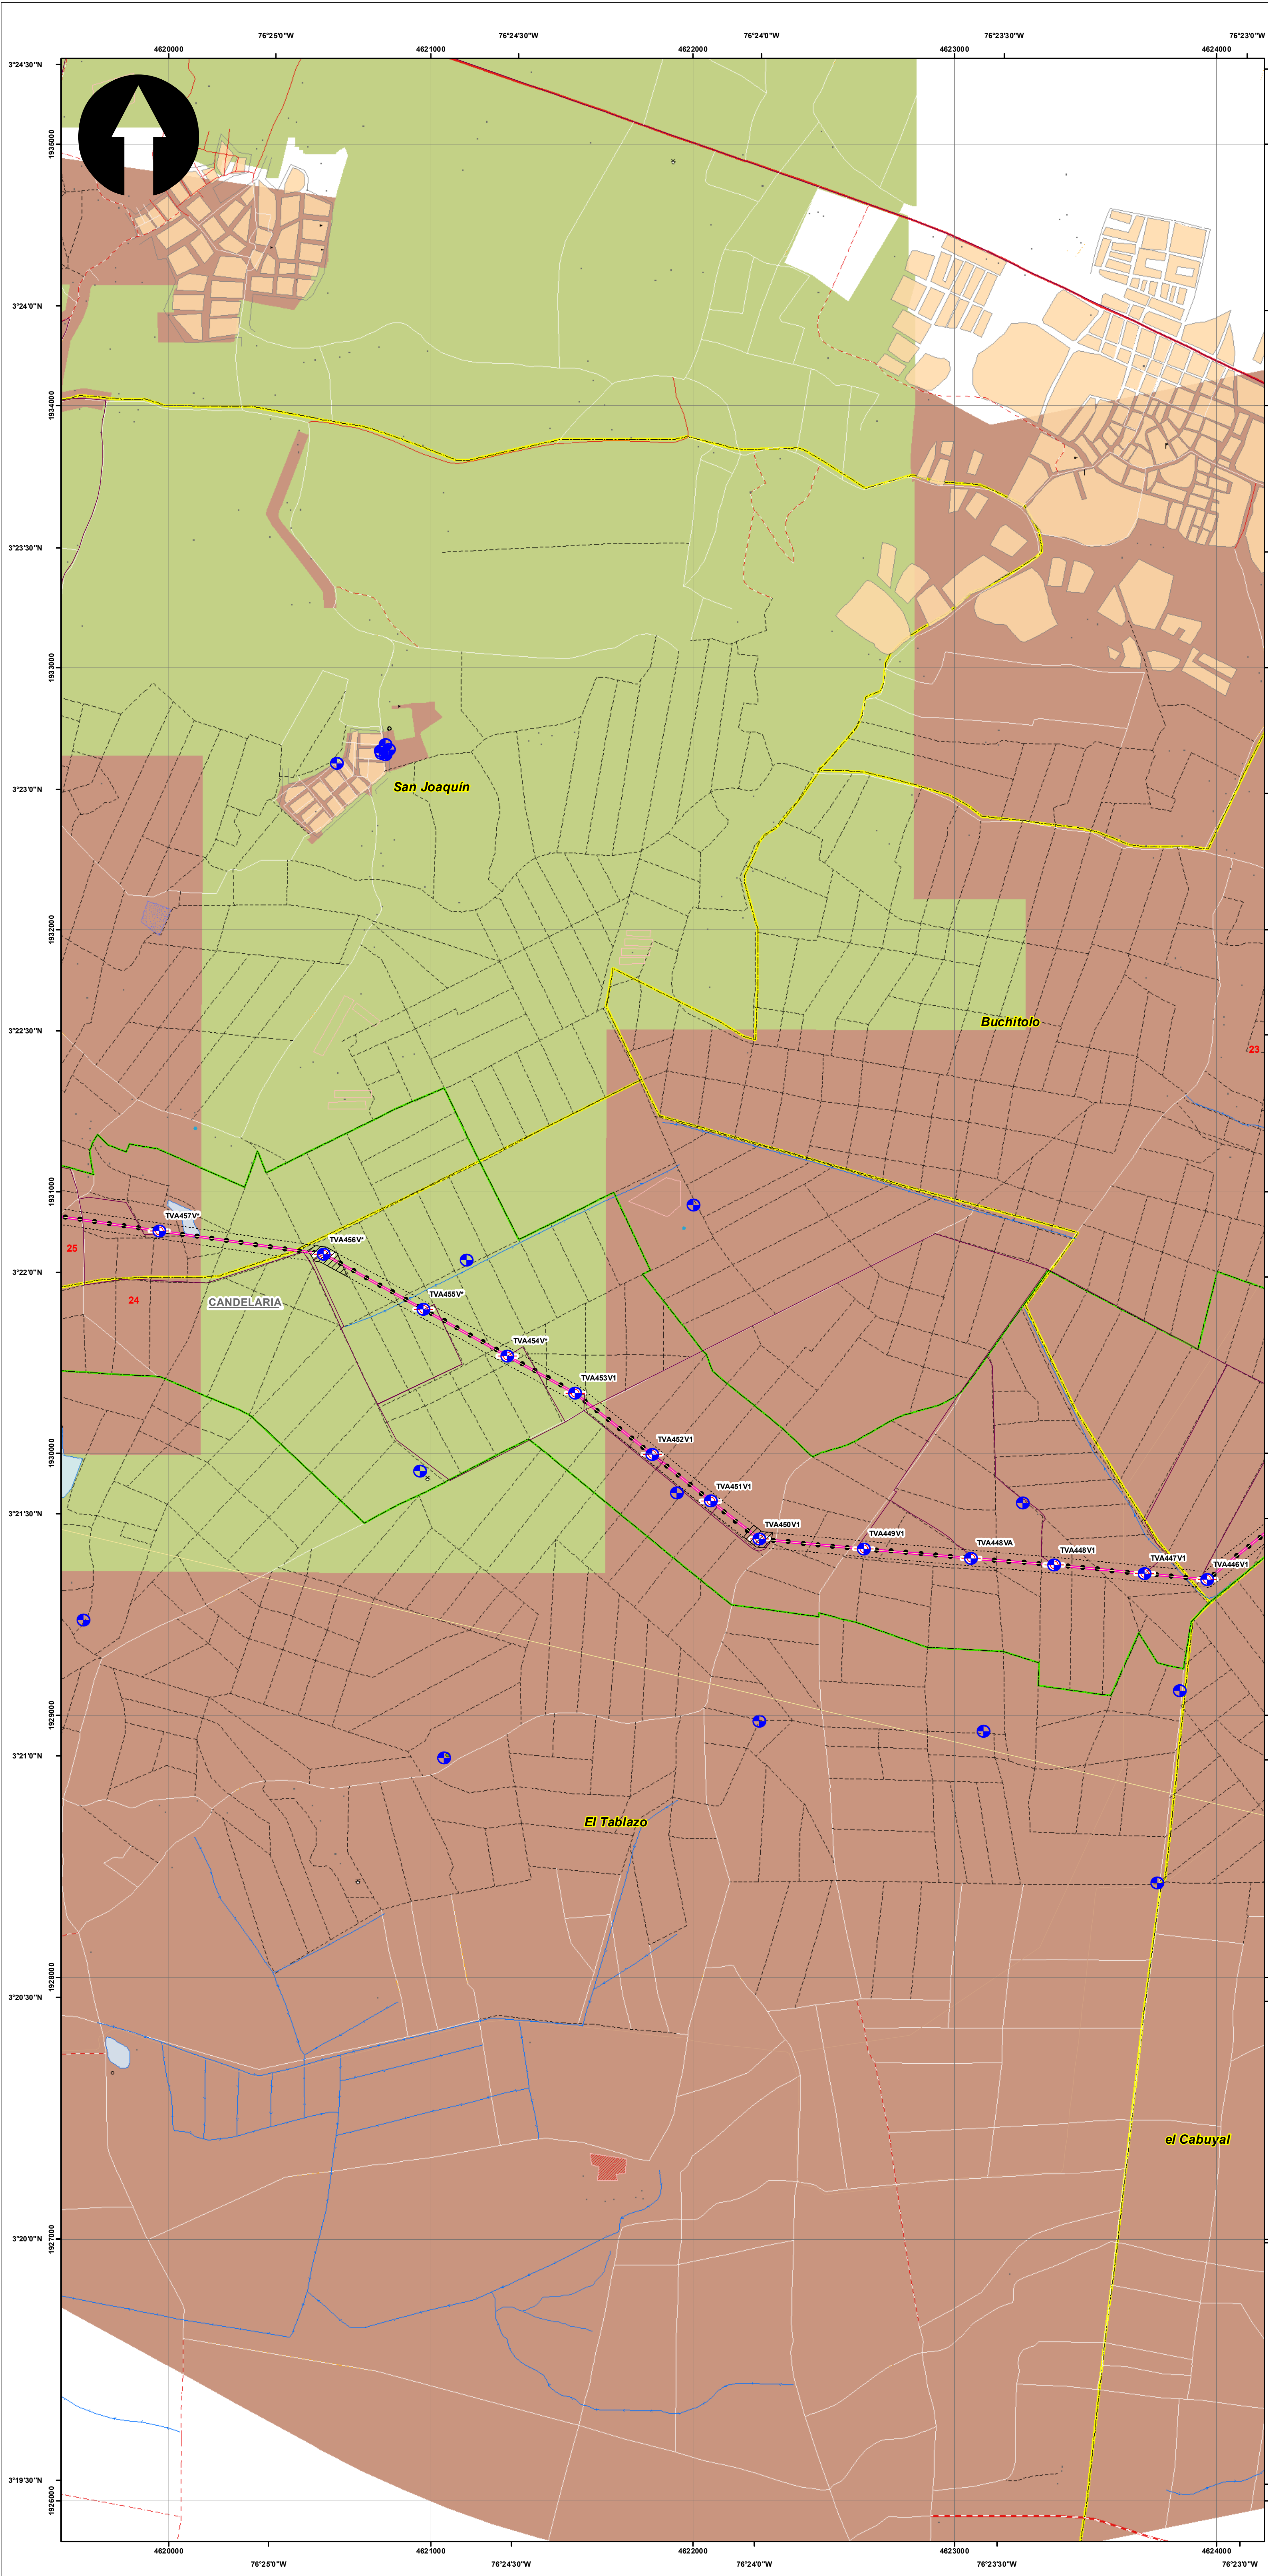 76°25'0"W 76°24'30"W 76°24'0"W 76°23'30"W 76°23'0"W
4620000 4621000 4622000 4623000 4624000
3°24'30"N
1935000
3°24'0"N
1934000
3°23'30"N
1933000
3°23'0"N
San Joaquín
1932000
3°22'30"N
Buchitolo
23
1931000
TVA457V*
TVA456V*
25
3°22'0"N
24
CANDELARIA
TVA455V*
TVA454V*
TVA453V1
1930000
TVA452V1
TVA451V1
3°21'30"N
TVA450V1
TVA449V1
TVA448VA
TVA448V1
TVA447V1
TVA446V1
1929000
3°21'0"N
El Tablazo
1928000
3°20'30"N
el Cabuyal
3°20'0"N
1927000
3°19'30"N
1926000
4620000 4621000 4622000 4623000 4624000
76°25'0"W 76°24'30"W 76°24'0"W 76°23'30"W 76°23'0"W